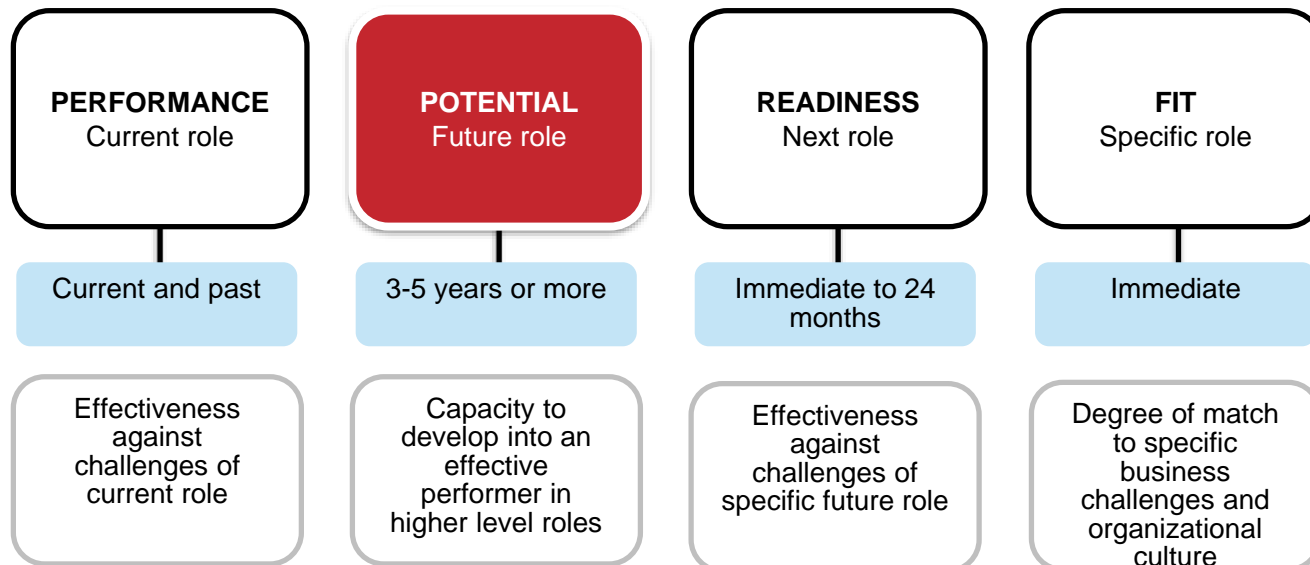 PERFORMANCE
Current role
POTENTIAL
Future role
READINESS
Next role
FIT
Specific role
Current and past
3-5 years or more
Immediate to 24
months
Immediate
Effectiveness
against
challenges of
current role
Capacity to
develop into an
effective
performer in
higher level roles
Effectiveness
against
challenges of
specific future role
Degree of match
to specific
business
challenges and
organizational
culture